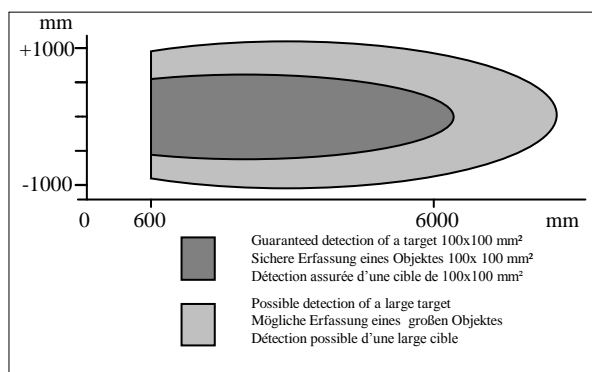 mm
+1000
-1000
0 600 6000 mm
Guaranteed detection of a target 100x100 mm²
Sichere Erfassung eines Objektes 100x 100 mm²
Détection assurée d’une cible de 100x100 mm²
Possible detection of a large target
Mögliche Erfassung eines großen Objektes
Détection possible d’une large cible